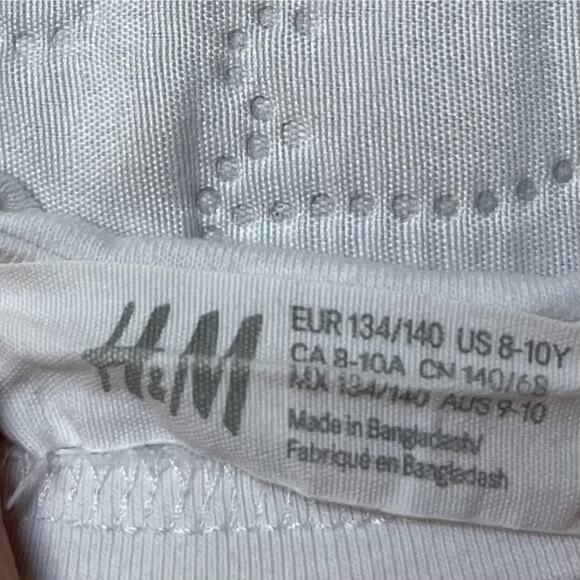 H&M
EUR 134/140 US 8-10Y
CA 8-10A CN 140/68
MX 134/140 AUS 9-10
Made in Bangladesh/
Fabriqué en Bangladesh